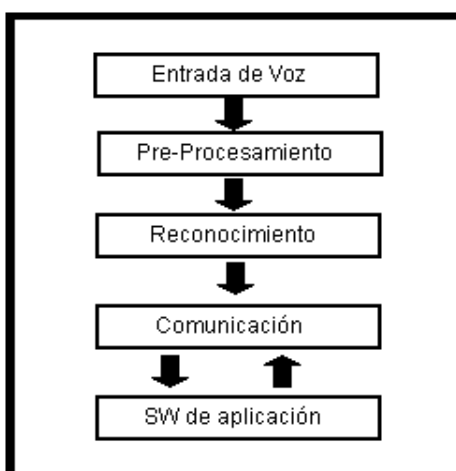 Entrada de Voz
Pre-Procesamiento
Reconocimiento
Comunicación
SW de aplicación